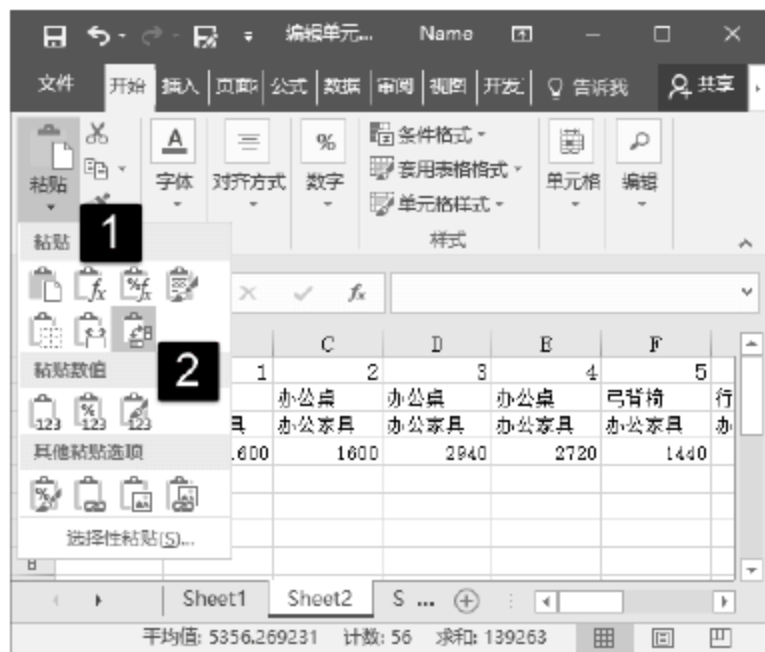 编辑单元... Name
文件 开始 插入 页面 公式 数据 审阅 视图 开发 告诉我 共享
粘贴 字体 对齐方式 数字 条件格式 套用表格格式 单元格样式 单元格 编辑
样式
1
粘贴
fx
C D E F
粘贴数值
2
1 2 3 4 5
办公桌 办公桌 办公桌 弓背椅 行
123 123 123
具 办公家具 办公家具 办公家具 办公家具 办
其他粘贴选项
.600 1600 2940 2720 1440
选择性粘贴(S)...
8
Sheet1 Sheet2 S ...
平均值: 5356.269231 计数: 56 求和: 139263